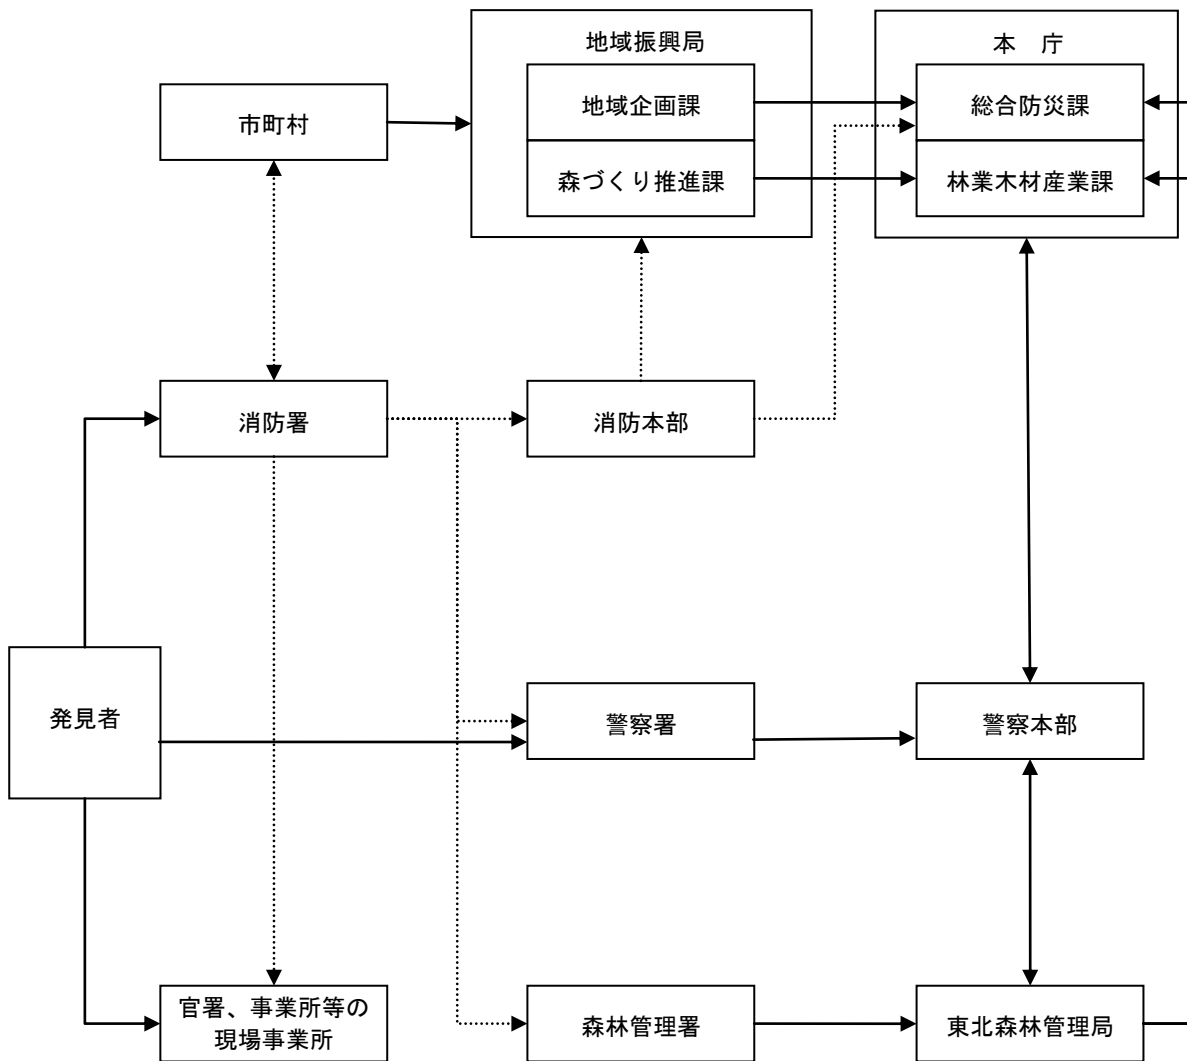 地域振興局
本　庁
地域企画課
総合防災課
市町村
森づくり推進課
林業木材産業課
消防署
消防本部
発見者
警察署
警察本部
官署、事業所等の
現場事業所
森林管理署
東北森林管理局